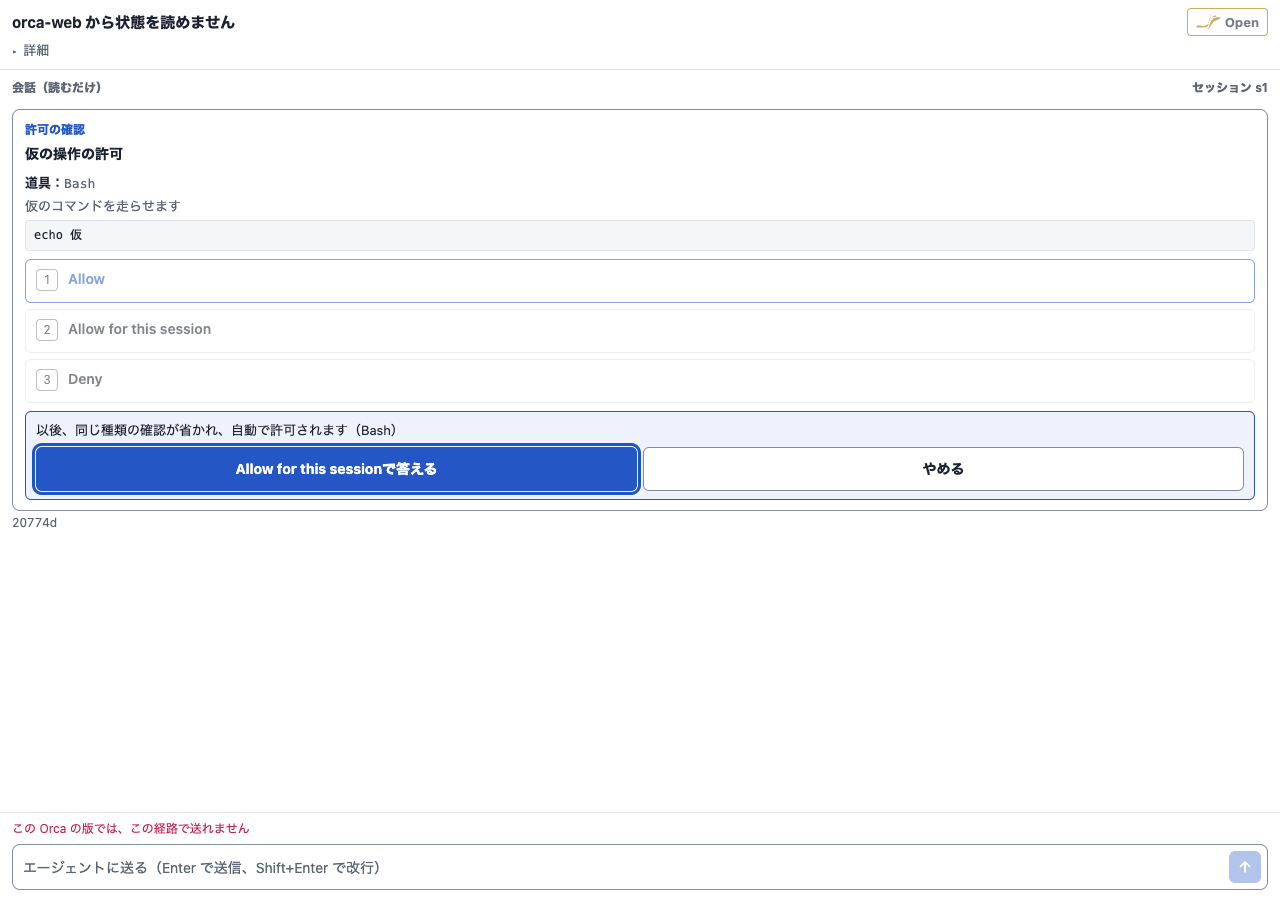 orca-web から状態を読めません
Open
詳細
会話（読むだけ）
セッション s1
許可の確認
仮の操作の許可
道具：Bash
仮のコマンドを走らせます
echo 仮
1 Allow
2 Allow for this session
3 Deny
以後、同じ種類の確認が省かれ、自動で許可されます（Bash）
Allow for this sessionで答える
やめる
20774d
この Orca の版では、この経路で送れません
エージェントに送る（Enter で送信、Shift+Enter で改行）